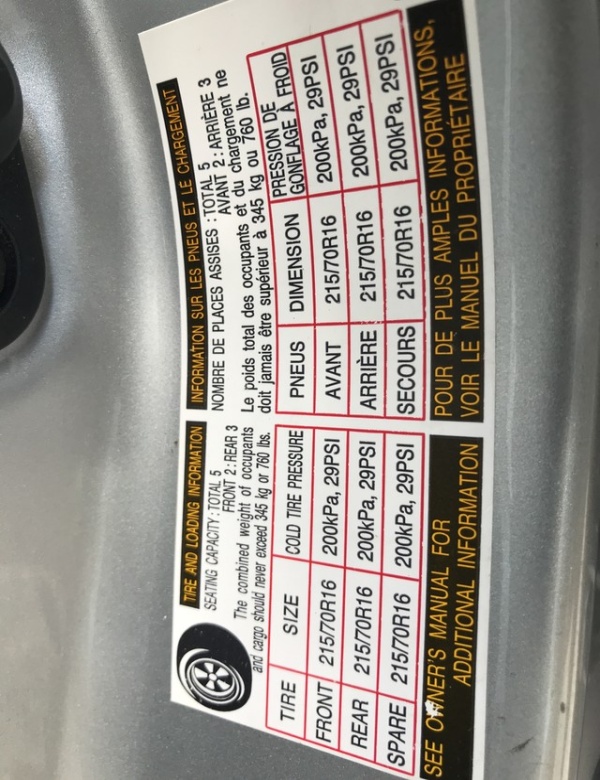 TIRE AND LOADING INFORMATION
SEATING CAPACITY : TOTAL 5
FRONT 2 : REAR 3
The combined weight of occupants
and cargo should never exceed 345 kg or 760 lbs.
TIRE SIZE COLD TIRE PRESSURE
FRONT 215/70R16 200kPa, 29PSI
REAR 215/70R16 200kPa, 29PSI
SPARE 215/70R16 200kPa, 29PSI
SEE OWNER'S MANUAL FOR
ADDITIONAL INFORMATION
INFORMATION SUR LES PNEUS ET LE CHARGEMENT
NOMBRE DE PLACES ASSISES : TOTAL 5
AVANT 2 : ARRIÈRE 3
Le poids total des occupants et du chargement ne
doit jamais être supérieur à 345 kg ou 760 lb.
PNEUS DIMENSION PRESSION DE
GONFLAGE À FROID
AVANT 215/70R16 200kPa, 29PSI
ARRIÈRE 215/70R16 200kPa, 29PSI
SECOURS 215/70R16 200kPa, 29PSI
POUR DE PLUS AMPLES INFORMATIONS,
VOIR LE MANUEL DU PROPRIÉTAIRE